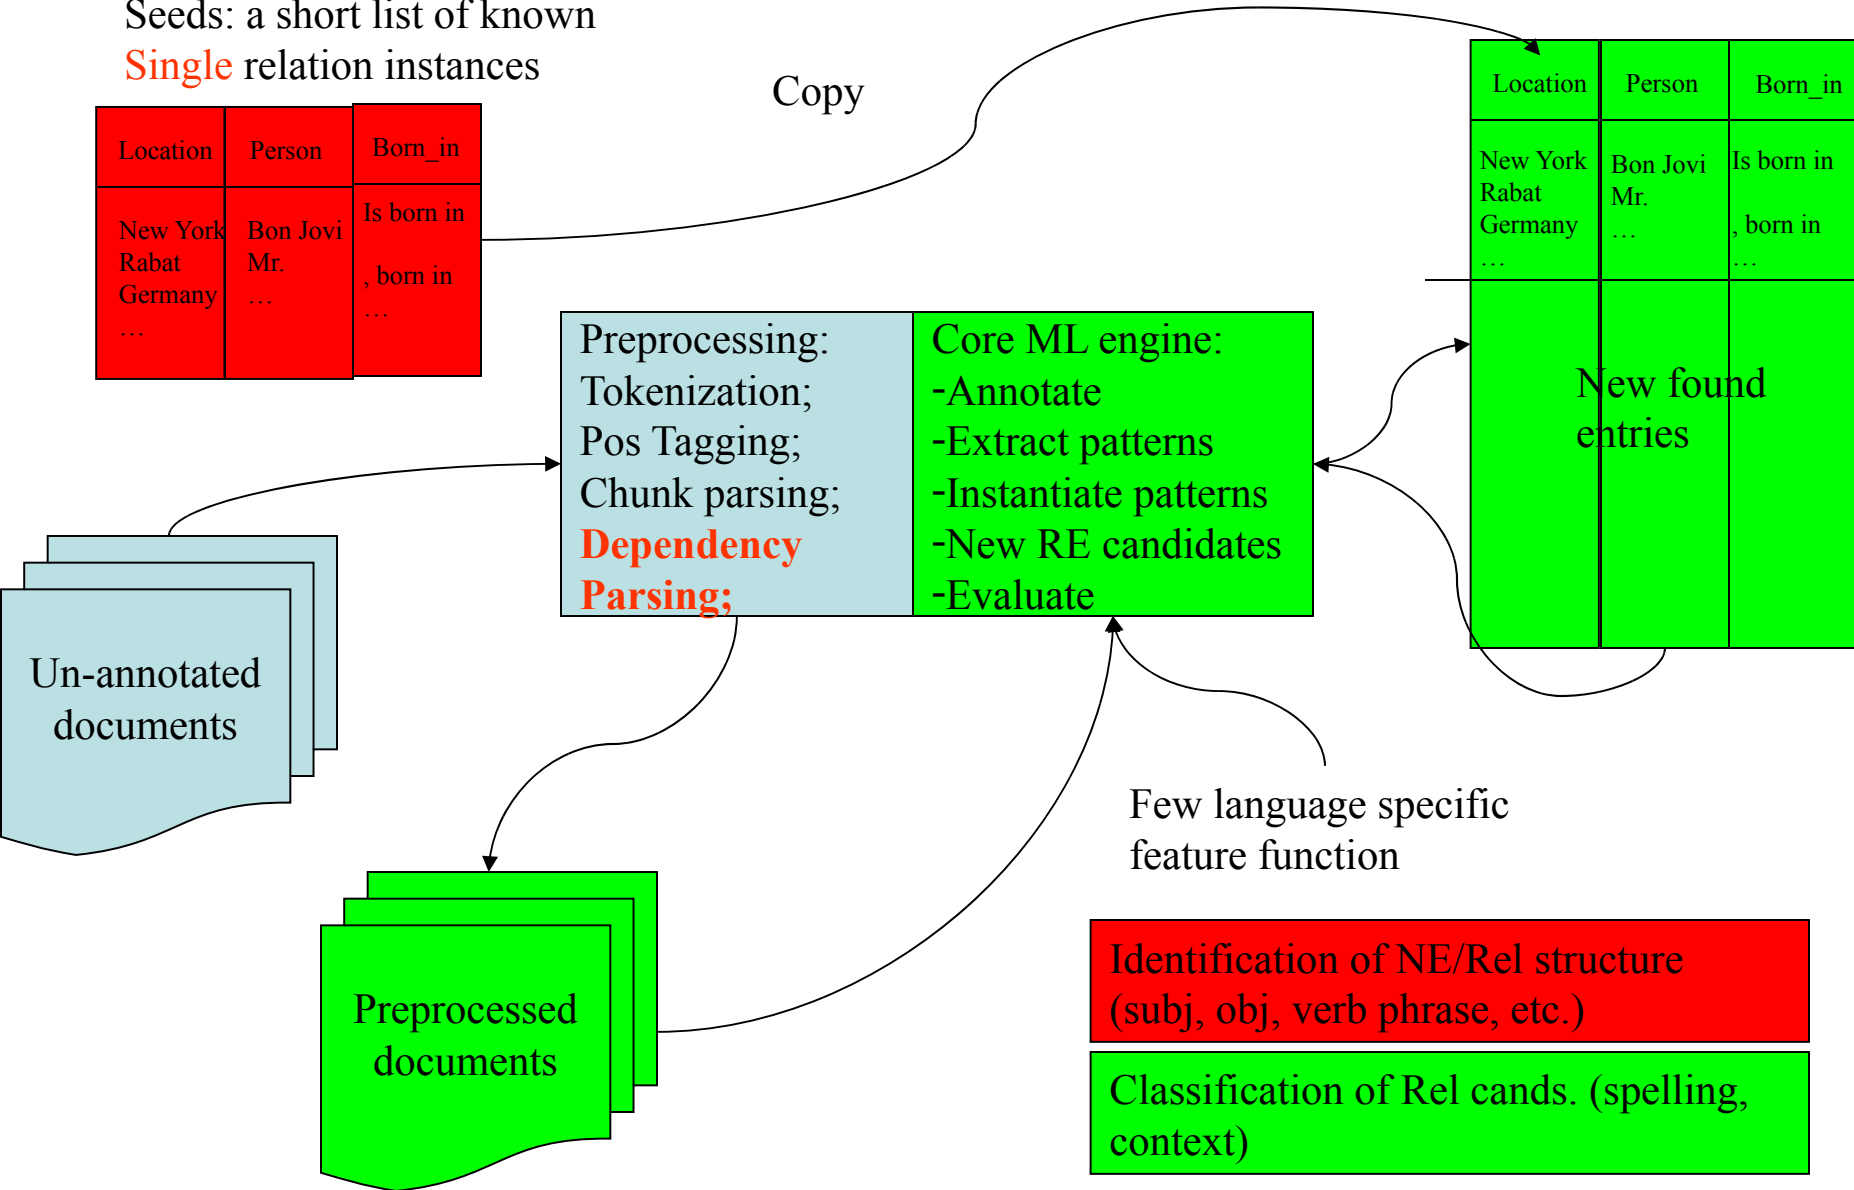 Seeds: a short list of known
Single relation instances
Copy
Location Person Born_in
New York
Rabat
Germany
…
Bon Jovi
Mr.
…
Is born in
, born in
…
Location Person Born_in
New York
Rabat
Germany
…
Bon Jovi
Mr.
…
Is born in
, born in
…
New found
entries
Preprocessing:
Tokenization;
Pos Tagging;
Chunk parsing;
Dependency
Parsing;
Core ML engine:
-Annotate
-Extract patterns
-Instantiate patterns
-New RE candidates
-Evaluate
Un-annotated
documents
Preprocessed
documents
Few language specific
feature function
Identification of NE/Rel structure
(subj, obj, verb phrase, etc.)
Classification of Rel cands. (spelling,
context)